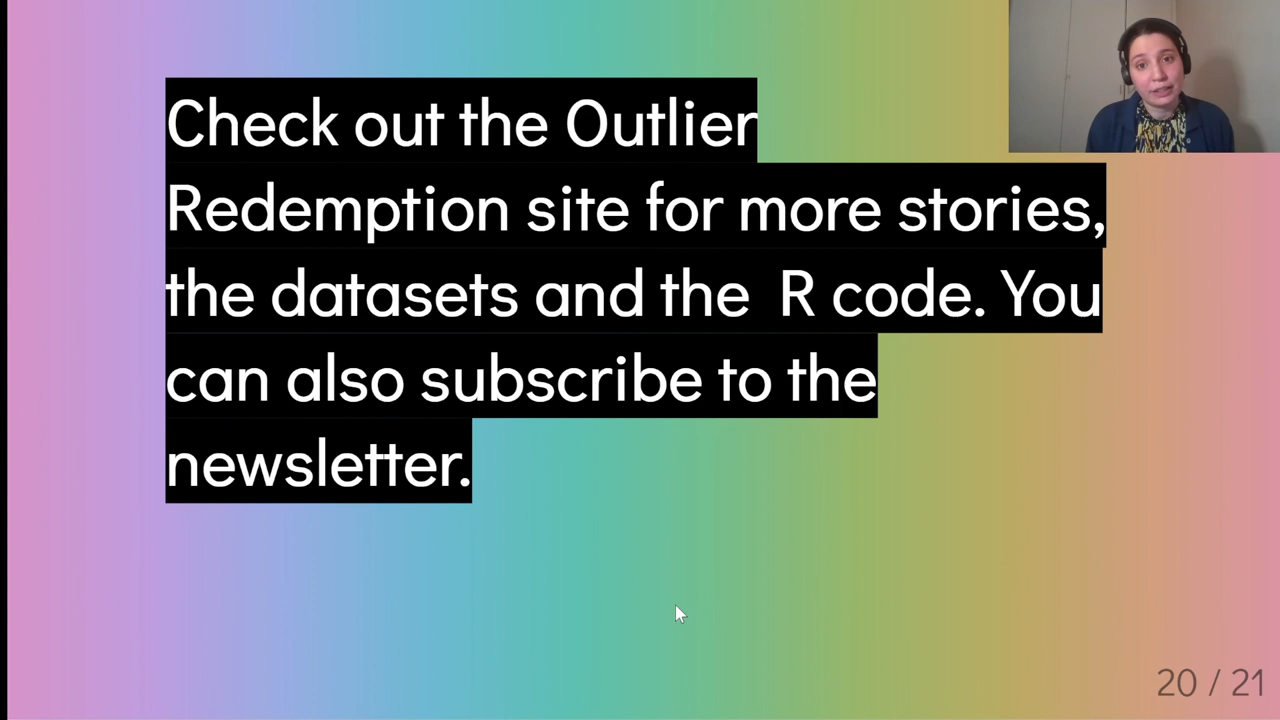 Check out the Outlier
Redemption site for more stories,
the datasets and the R code. You
can also subscribe to the
newsletter.
20 / 21